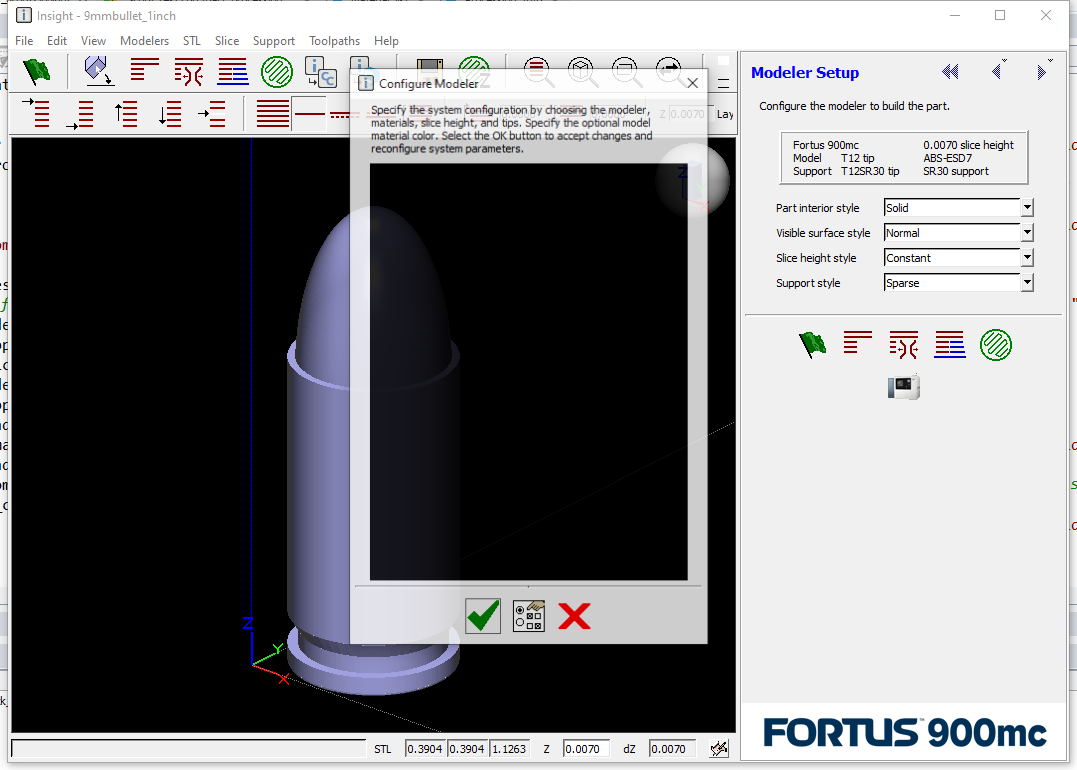 Insight - 9mmbullet_1inch
File Edit View Modelers STL Slice Support Toolpaths Help
Configure Modeler
Specify the system configuration by choosing the modeler,
materials, slice height, and tips. Specify the optional model
material color. Select the OK button to accept changes and
reconfigure system parameters.
Z 0.0070 Lay
Z
Z
Y
X
STL 0.3904 0.3904 1.1263 Z 0.0070 dZ 0.0070
Modeler Setup
Configure the modeler to build the part.
Fortus 900mc 0.0070 slice height
Model T12 tip ABS-ESD7
Support T12SR30 tip SR30 support
Part interior style Solid
Visible surface style Normal
Slice height style Constant
Support style Sparse
FORTUS™ 900mc